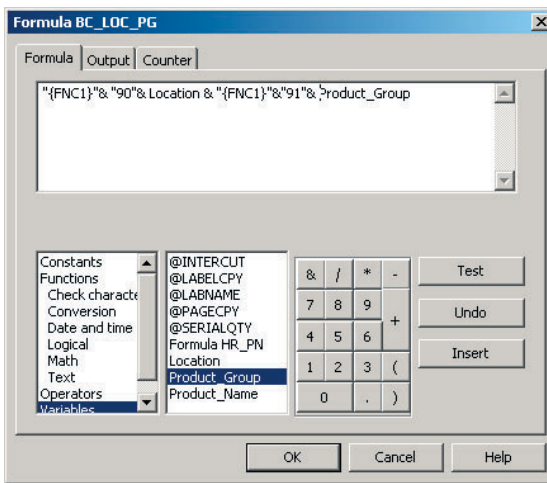 Formula BC_LOC_PG
Formula Output Counter
"{FNC1}"& "90"& Location & "{FNC1}"&"91"& Product_Group
Constants
Functions
Check characte
Conversion
Date and time
Logical
Math
Text
Operators
Variables
@INTERCUT
@LABELCPY
@LABNAME
@PAGECPY
@SERIALQTY
Formula HR_PN
Location
Product_Group
Product_Name
& / * -
7 8 9 +
4 5 6
1 2 3 (
0 . )
Test
Undo
Insert
OK Cancel Help